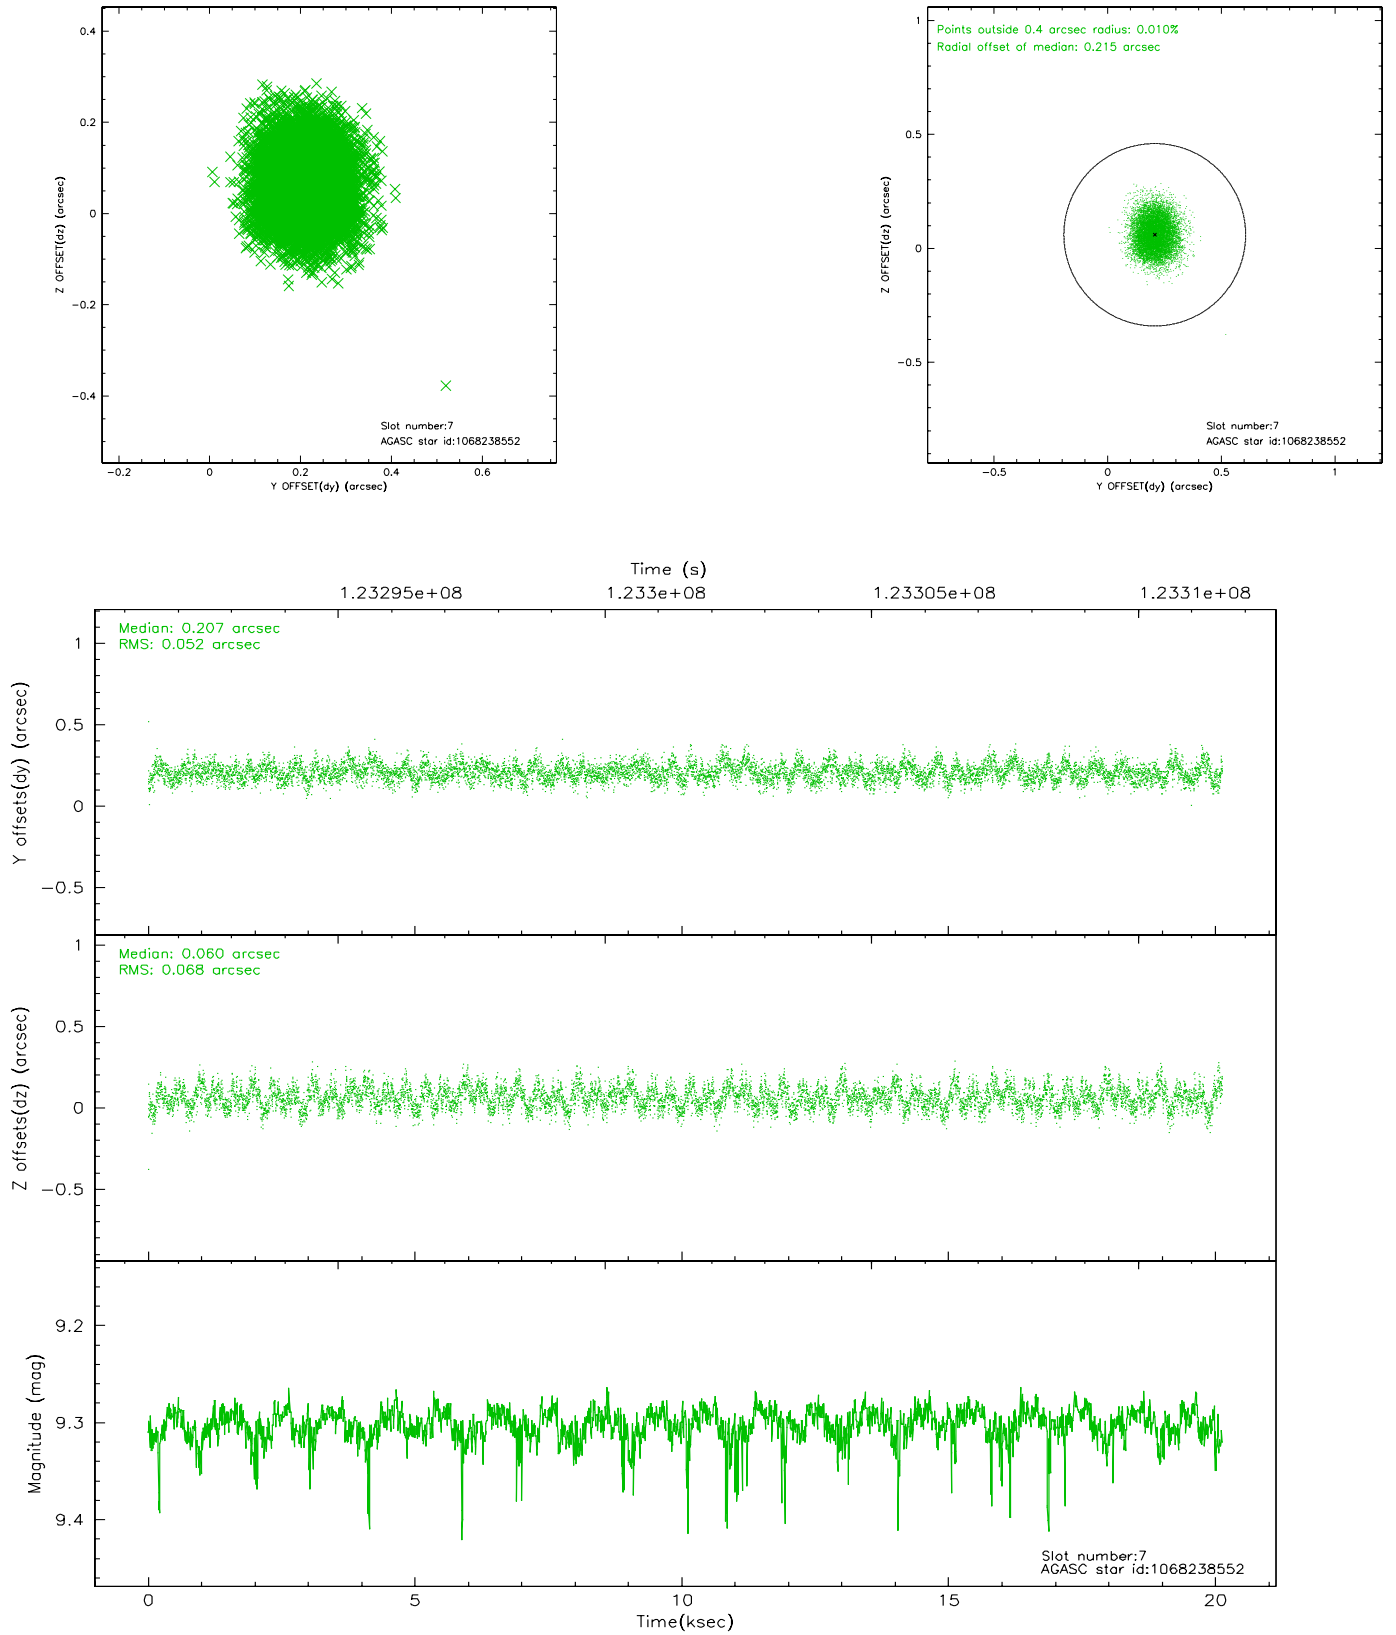 0.4
0.2
0
−0.2
−0.4
Z OFFSET(dz) (arcsec)
Slot number:7
AGASC star id:1068238552
−0.2
0
0.2
0.4
0.6
Y OFFSET(dy) (arcsec)
Points outside 0.4 arcsec radius: 0.010%
Radial offset of median: 0.215 arcsec
1
0.5
0
−0.5
Z OFFSET(dz) (arcsec)
Slot number:7
AGASC star id:1068238552
−0.5
0
0.5
1
Y OFFSET(dy) (arcsec)
Time (s)
1.23295e+08
1.233e+08
1.23305e+08
1.2331e+08
Median: 0.207 arcsec
RMS: 0.052 arcsec
1
0.5
0
−0.5
Y offsets(dy) (arcsec)
Median: 0.060 arcsec
RMS: 0.068 arcsec
1
0.5
0
−0.5
Z offsets(dz) (arcsec)
9.2
9.3
9.4
Magnitude (mag)
Slot number:7
AGASC star id:1068238552
0
5
10
15
20
Time(ksec)